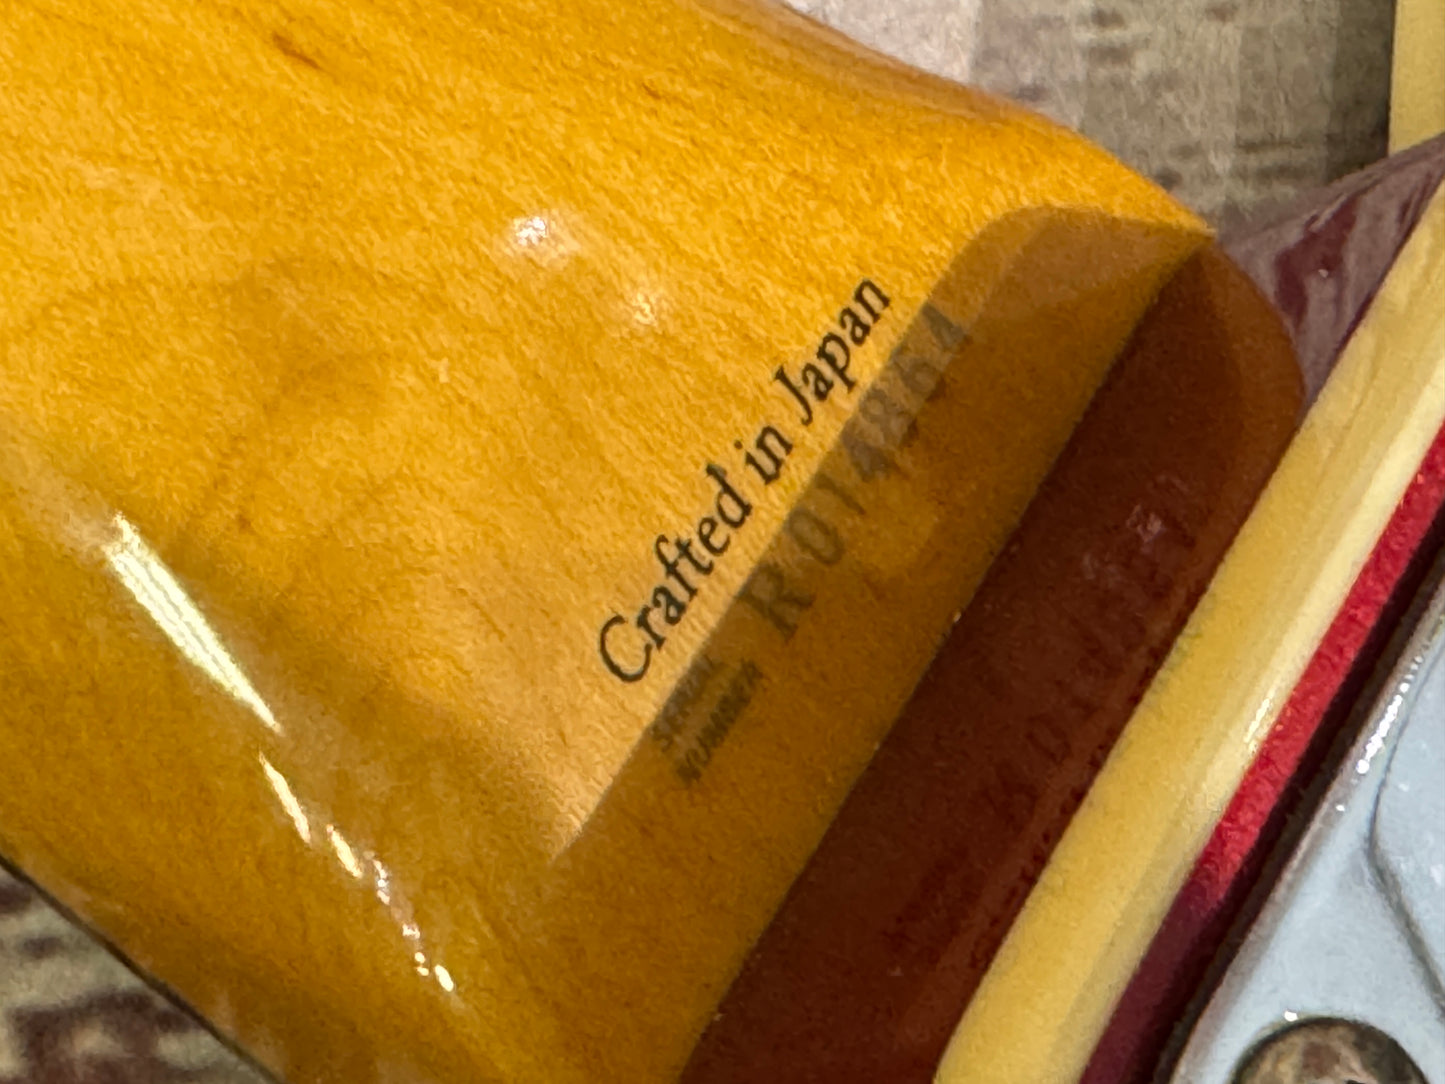 Crafted in Japan
SERIAL
NUMBER
R014864